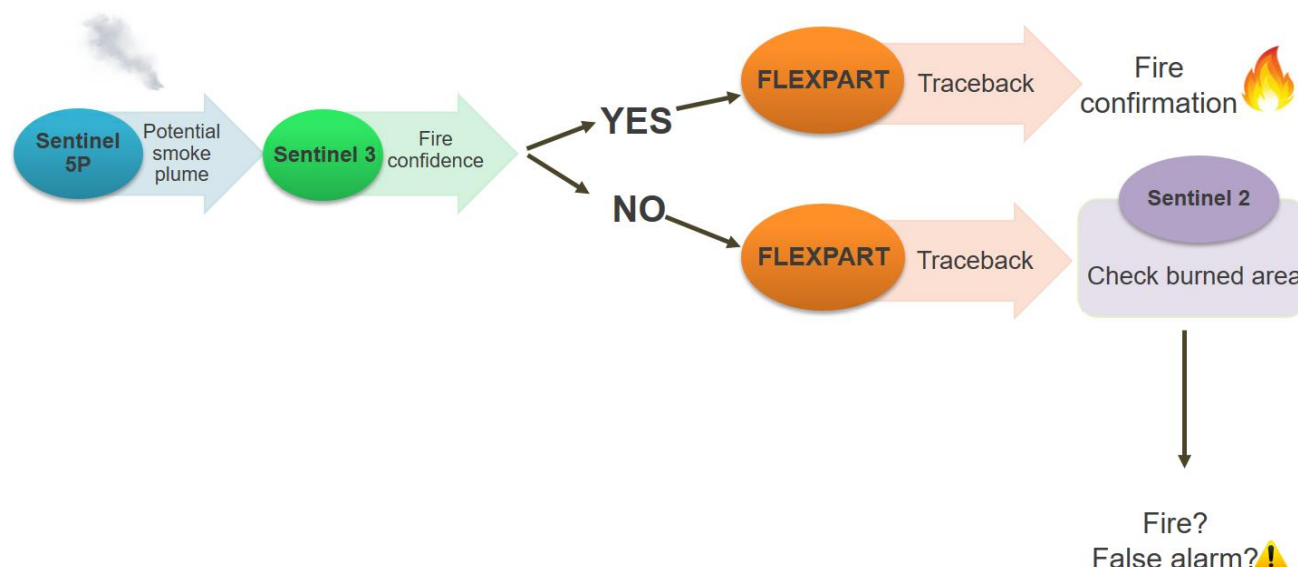 Sentinel
5P
Potential
smoke
plume
Sentinel 3
Fire
confidence
YES
NO
FLEXPART
Traceback
Fire
confirmation
FLEXPART
Traceback
Sentinel 2
Check burned area
Fire?
False alarm?